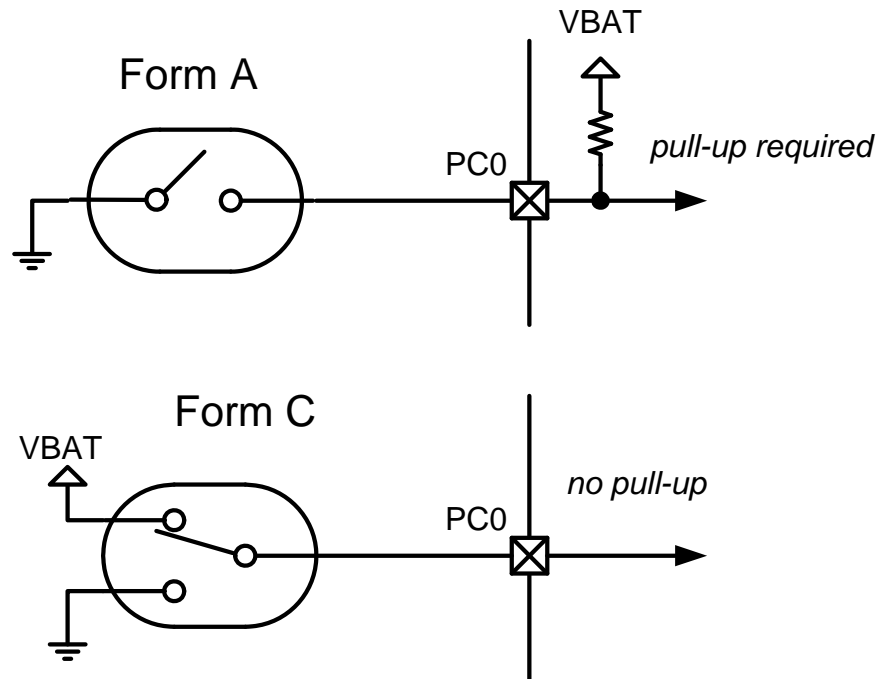 VBAT
Form A
PC0
pull-up required
Form C
VBAT
PC0
no pull-up